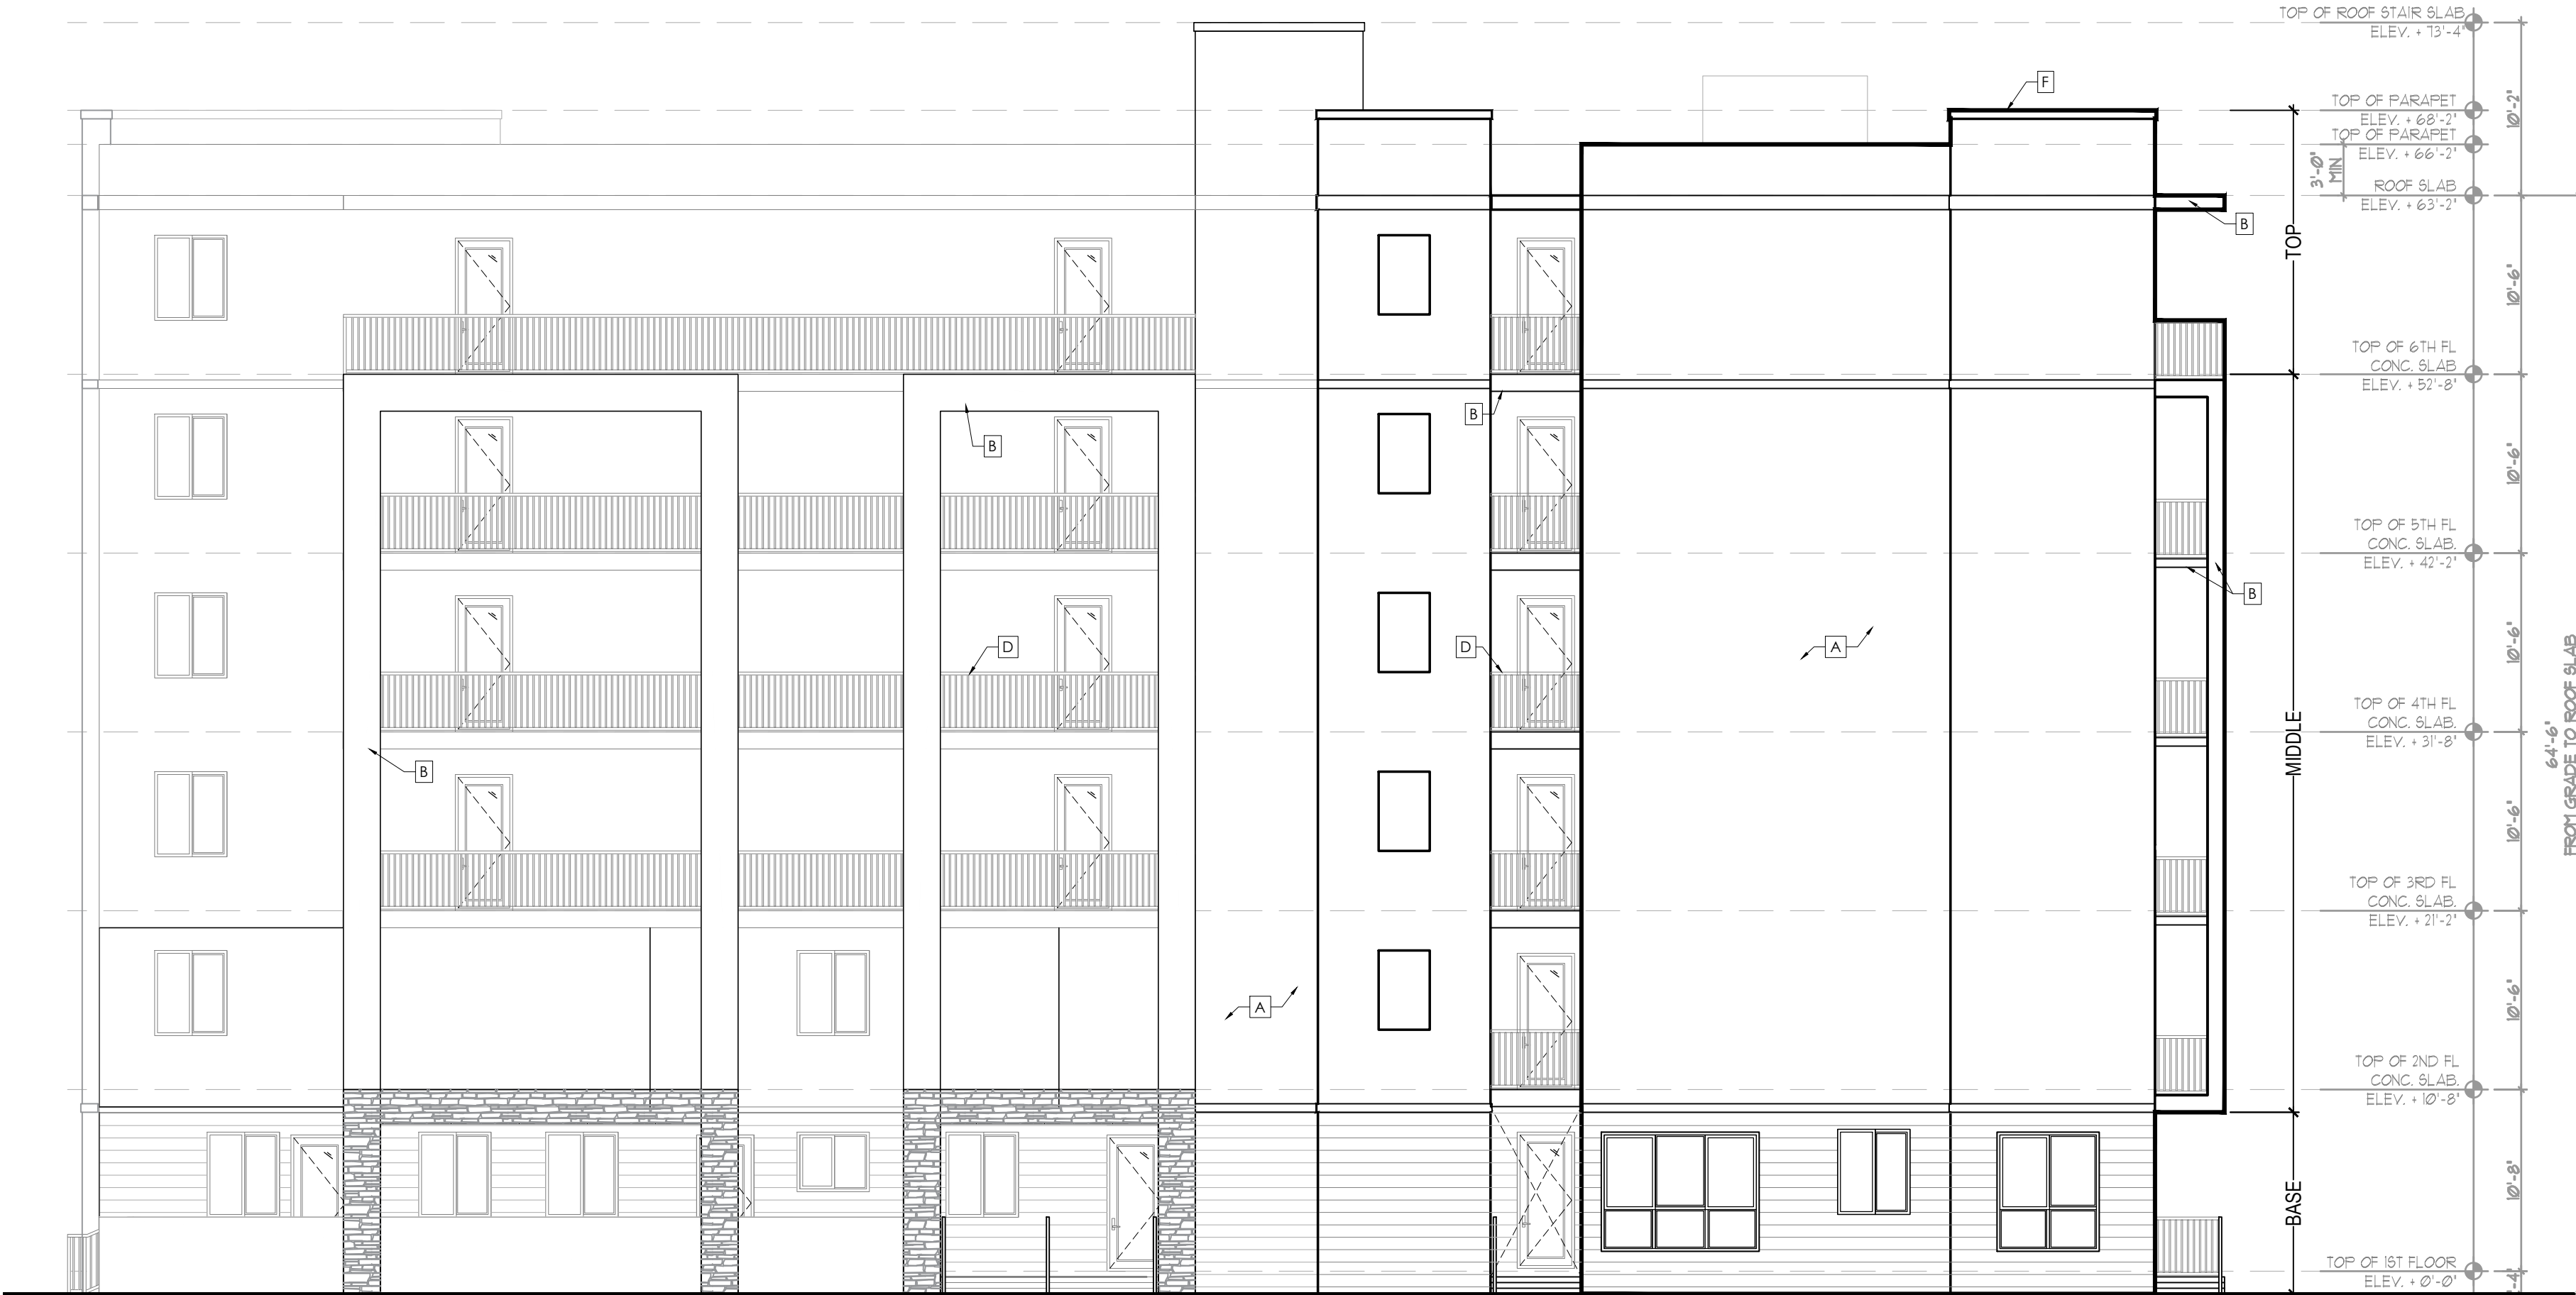 TOP OF ROOF STAIR SLAB
ELEV. + 73'-4"
F
TOP OF PARAPET
ELEV. + 68'-2"
10'-2"
TOP OF PARAPET
ELEV. + 66'-2"
3'-0"
MIN
ROOF SLAB
ELEV. + 63'-2"
B
TOP
10'-6"
TOP OF 6TH FL
CONC. SLAB
ELEV. + 52'-8"
B
B
10'-6"
TOP OF 5TH FL
CONC. SLAB.
ELEV. + 42'-2"
B
D
D
A
10'-6"
64'-6"
FROM GRADE TO ROOF SLAB
TOP OF 4TH FL
CONC. SLAB.
ELEV. + 31'-8"
MIDDLE
B
10'-6"
TOP OF 3RD FL
CONC. SLAB.
ELEV. + 21'-2"
A
10'-6"
TOP OF 2ND FL
CONC. SLAB.
ELEV. + 10'-8"
BASE
10'-8"
TOP OF 1ST FLOOR
ELEV. + 0'-0"